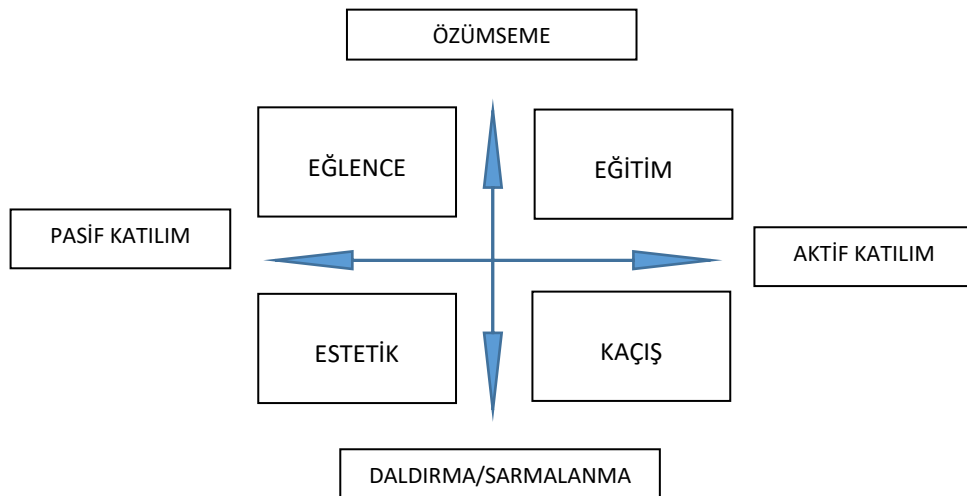 ÖZÜMSEME
EĞLENCE
EĞİTİM
PASİF KATILIM
AKTİF KATILIM
ESTETİK
KAÇIŞ
DALDIRMA/SARMALANMA